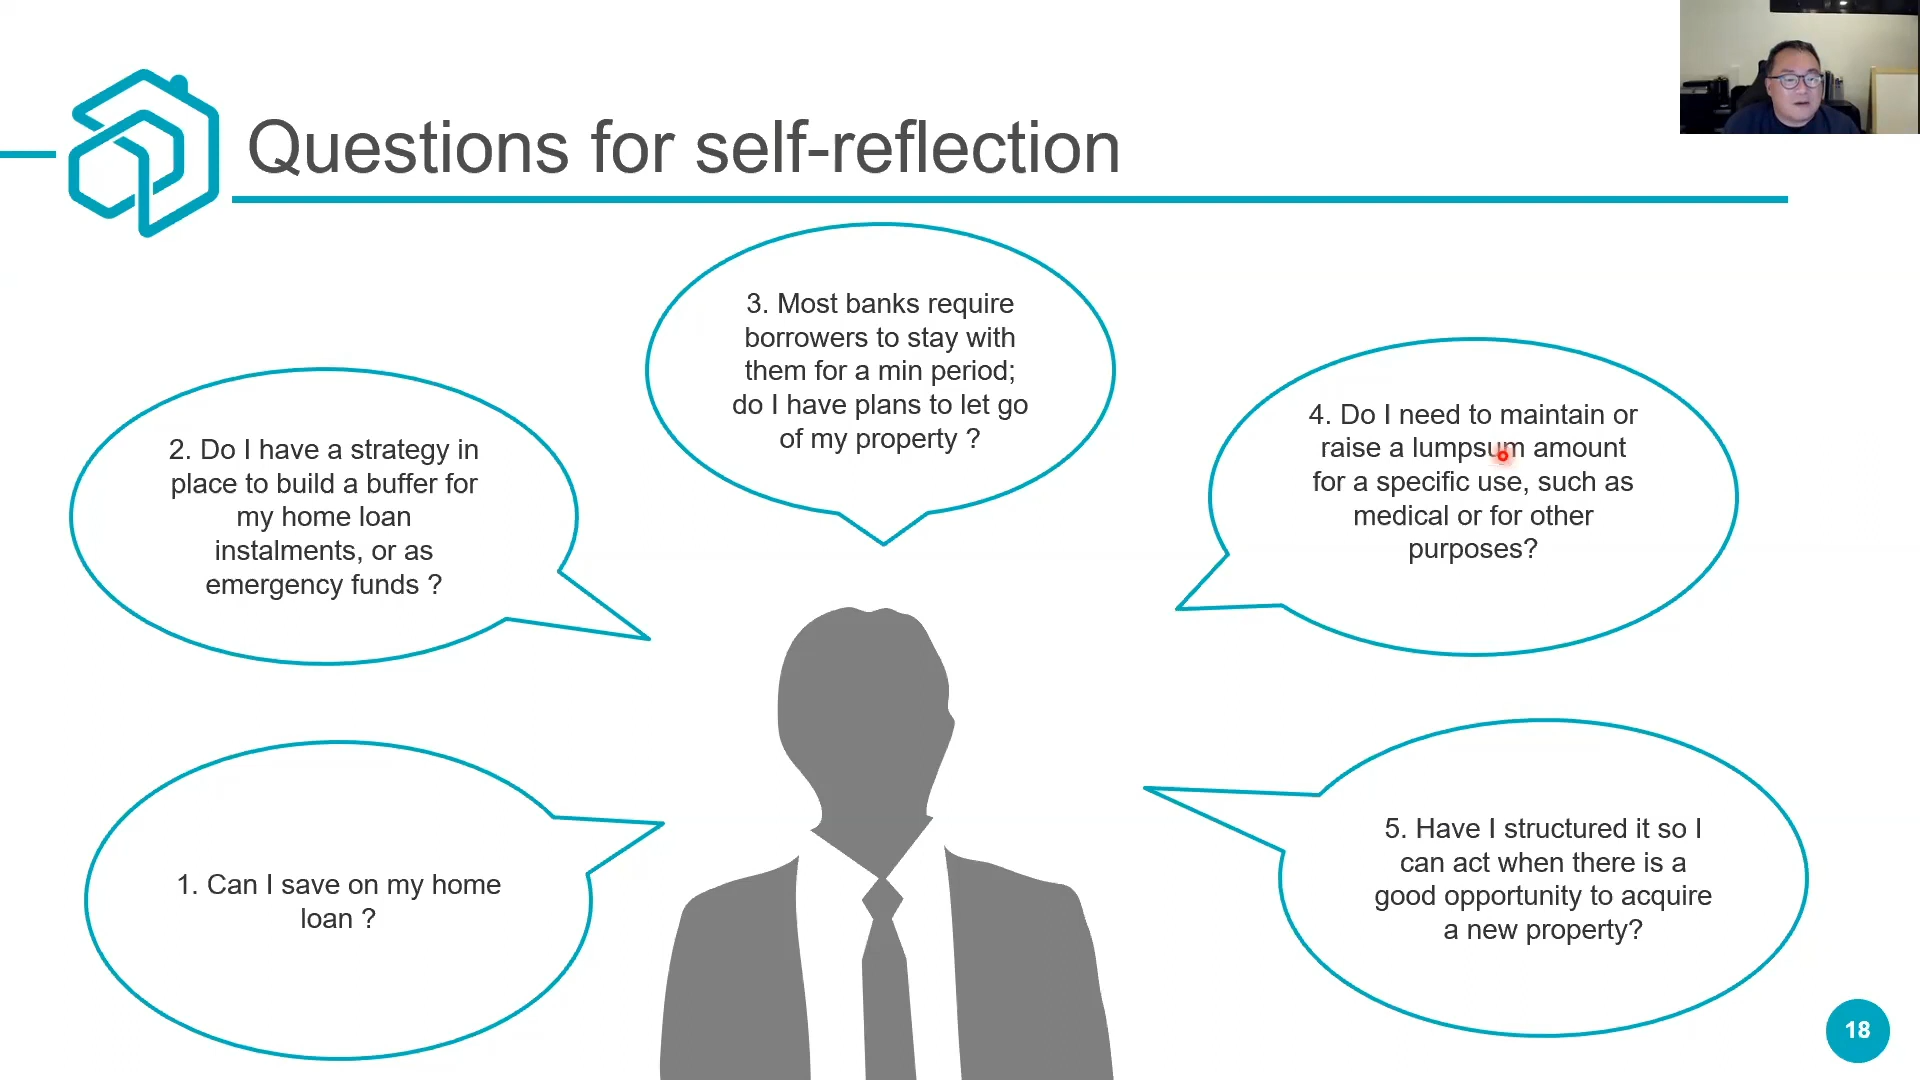 Questions for self-reflection
3. Most banks require
borrowers to stay with
them for a min period;
do I have plans to let go
of my property ?
2. Do I have a strategy in
place to build a buffer for
my home loan
instalments, or as
emergency funds ?
4. Do I need to maintain or
raise a lumpsum amount
for a specific use, such as
medical or for other
purposes?
1. Can I save on my home
loan ?
5. Have I structured it so I
can act when there is a
good opportunity to acquire
a new property?
18